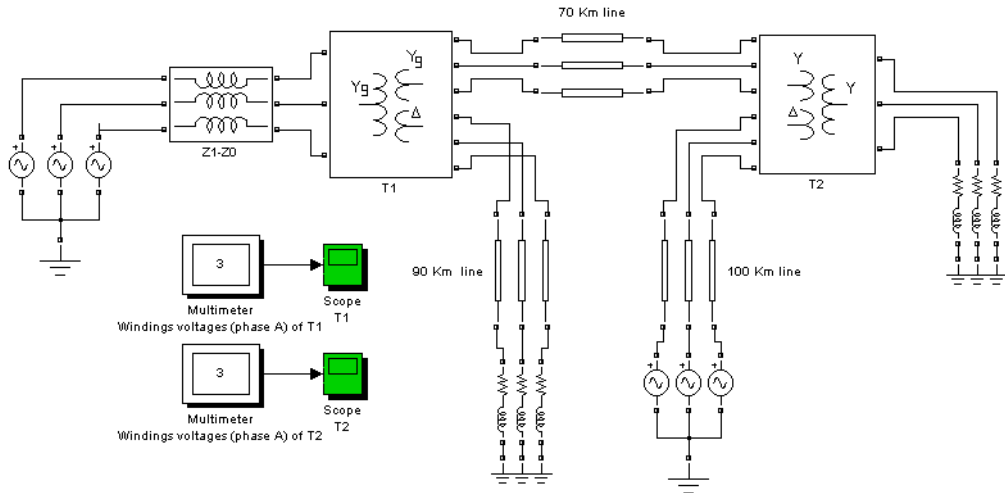 70 Km line
Z1-Z0
Yg
Yg
Δ
T1
Y
Y
Δ
T2
+
+
+
90 Km line
100 Km line
3
Multimeter
Windings voltages (phase A) of T1
Scope
T1
3
Multimeter
Windings voltages (phase A) of T2
Scope
T2
+
+
+